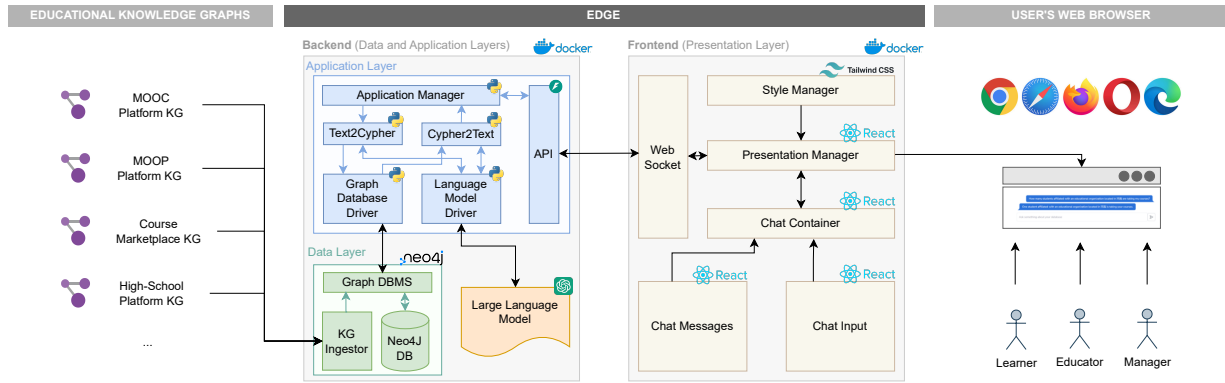 EDUCATIONAL KNOWLEDGE GRAPHS
EDGE
USER'S WEB BROWSER
Backend (Data and Application Layers)
docker
Frontend (Presentation Layer)
docker
Application Layer
Application Manager
Text2Cypher
Cypher2Text
Graph
Database
Driver
Language
Model
Driver
API
Data Layer
neo4j
Graph DBMS
KG
Ingestor
Neo4J
DB
Large Language
Model
MOOC
Platform KG
MOOP
Platform KG
Course
Marketplace KG
High-School
Platform KG
...
Tailwind CSS
Style Manager
React
Web
Socket
Presentation Manager
React
Chat Container
React
Chat Messages
React
Chat Input
Learner
Educator
Manager